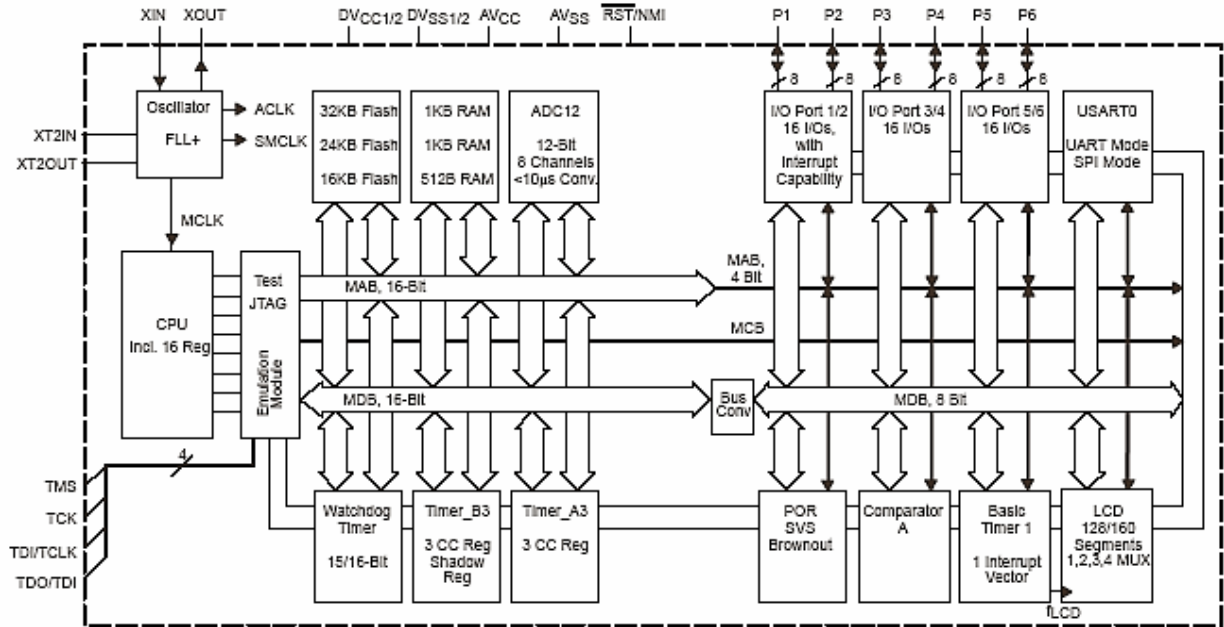 XIN XOUT DVCC1/2 DVSS1/2 AVCC AVSS RST/NMI P1 P2 P3 P4 P5 P6
8 8 8 8 8 8
Oscillator
FLL+
ACLK
SMCLK
XT2IN
XT2OUT
MCLK
32KB Flash
24KB Flash
16KB Flash
1KB RAM
1KB RAM
512B RAM
ADC12
12-Bit
8 Channels
<10µs Conv.
I/O Port 1/2
16 I/Os,
with
Interrupt
Capability
I/O Port 3/4
16 I/Os
I/O Port 5/6
16 I/Os
USART0
UART Mode
SPI Mode
CPU
Incl. 16 Reg
Test
JTAG
Emulation
Module
MAB, 16-Bit
MAB,
4 Bit
MCB
MDB, 16-Bit
Bus
Conv
MDB, 8 Bit
4
TMS
TCK
TDI/TCLK
TDO/TDI
Watchdog
Timer
15/16-Bit
Timer_B3
3 CC Reg
Shadow
Reg
Timer_A3
3 CC Reg
POR
SVS
Brownout
Comparator
A
Basic
Timer 1
1 Interrupt
Vector
LCD
128/160
Segments
1,2,3,4 MUX
fLCD